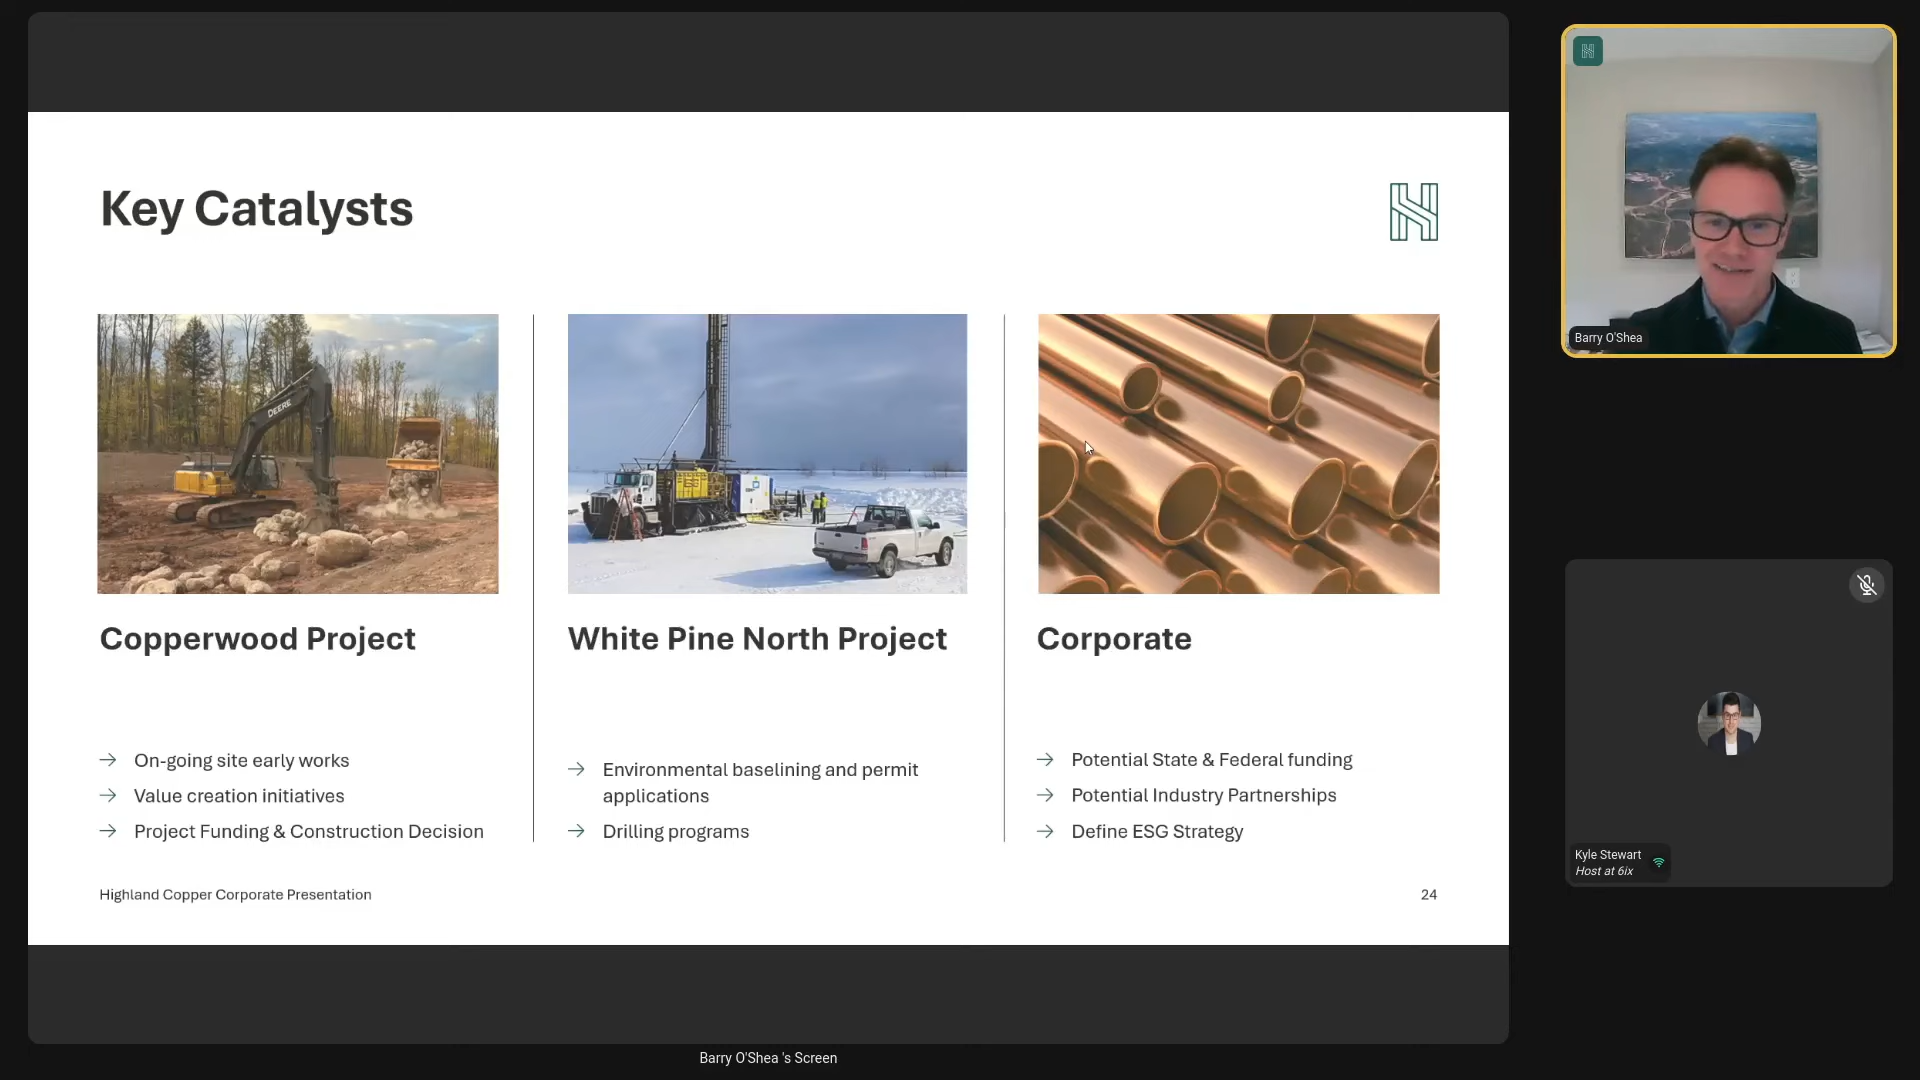 Key Catalysts
DEERE
Copperwood Project
On-going site early works
Value creation initiatives
Project Funding & Construction Decision
White Pine North Project
Environmental baselining and permit
applications
Drilling programs
Corporate
Potential State & Federal funding
Potential Industry Partnerships
Define ESG Strategy
Highland Copper Corporate Presentation
24
Barry O'Shea
Kyle Stewart
Host at 6ix
Barry O'Shea 's Screen